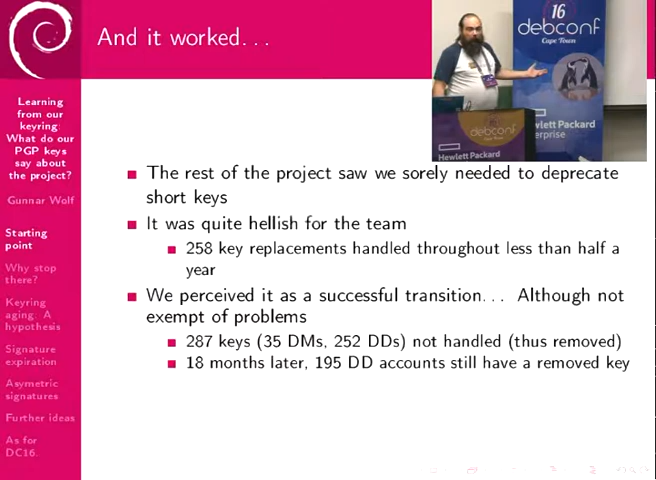 And it worked. . .
16
debconf
Cape Town
Hewlett Packard
Enterprise
debconf
Hewlett Packard
Learning
from our
keyring:
What do our
PGP keys
say about
the project?
Gunnar Wolf
Starting
point
Why stop
there?
Keyring
aging: A
hypothesis
Signature
expiration
Asymetric
signatures
Further ideas
As for
DC16.
The rest of the project saw we sorely needed to deprecate
short keys
It was quite hellish for the team
258 key replacements handled throughout less than half a
year
We perceived it as a successful transition. . . Although not
exempt of problems
287 keys (35 DMs, 252 DDs) not handled (thus removed)
18 months later, 195 DD accounts still have a removed key